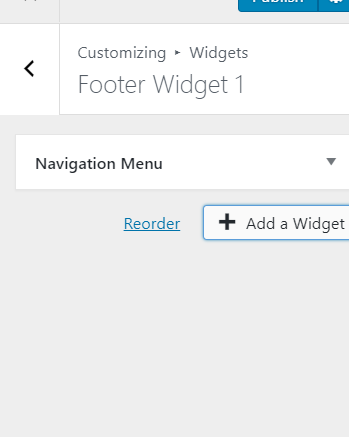 Publish
Customizing ▸ Widgets
Footer Widget 1
Navigation Menu
Reorder
Add a Widget